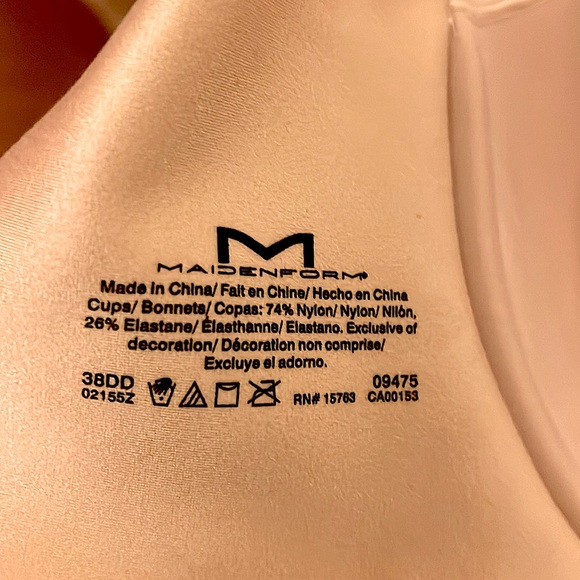 M
MAIDENFORM®
Made in China/ Fait en Chine/ Hecho en China
Cups/ Bonnets/ Copas: 74% Nylon/ Nylon/ Nilón,
26% Elastane/ Élasthanne/ Elastano. Exclusive of
decoration/ Décoration non comprise/
Excluye el adorno.
38DD 09475
02155Z RN# 15763 CA00153